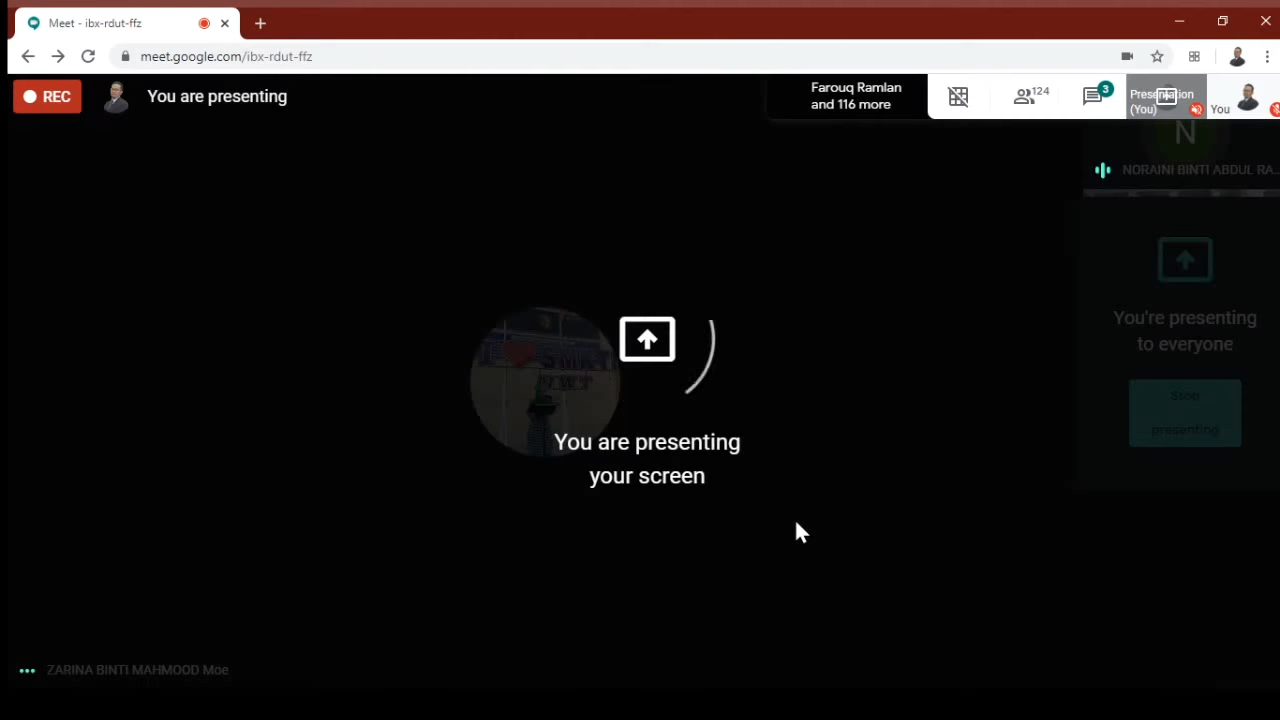 Meet - ibx-rdut-ffz
meet.google.com/ibx-rdut-ffz
REC
You are presenting
Farouq Ramlan
and 116 more
124
3
Presentation
(You)
You
N
NORAINI BINTI ABDUL RA...
You're presenting
to everyone
Stop
presenting
You are presenting
your screen
ZARINA BINTI MAHMOOD Moe